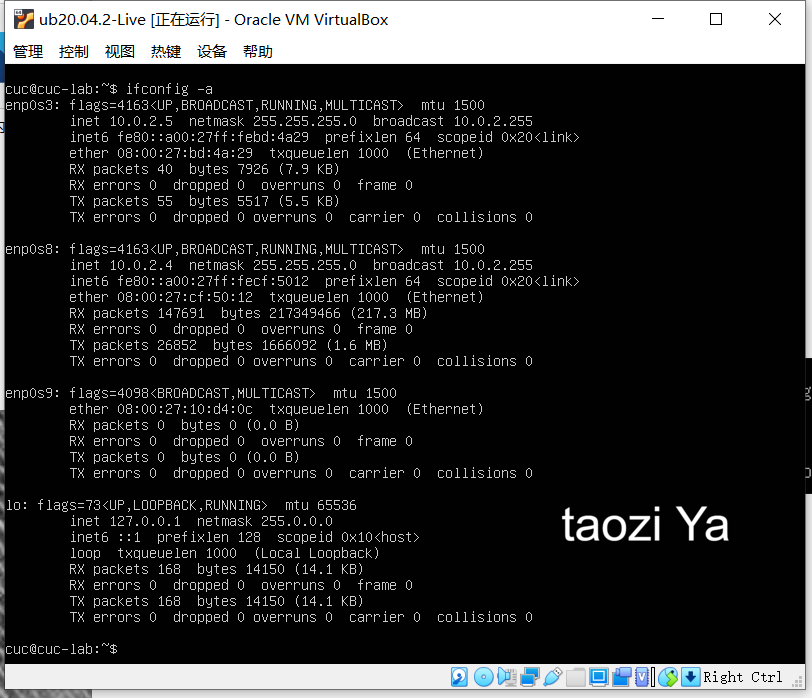 ub20.04.2-Live [正在运行] - Oracle VM VirtualBox
管理 控制 视图 热键 设备 帮助
cuc@cuc-lab:~$ ifconfig -a
enp0s3: flags=4163<UP,BROADCAST,RUNNING,MULTICAST>  mtu 1500
        inet 10.0.2.5  netmask 255.255.255.0  broadcast 10.0.2.255
        inet6 fe80::a00:27ff:febd:4a29  prefixlen 64  scopeid 0x20<link>
        ether 08:00:27:bd:4a:29  txqueuelen 1000  (Ethernet)
        RX packets 40  bytes 7926 (7.9 KB)
        RX errors 0  dropped 0  overruns 0  frame 0
        TX packets 55  bytes 5517 (5.5 KB)
        TX errors 0  dropped 0 overruns 0  carrier 0  collisions 0
enp0s8: flags=4163<UP,BROADCAST,RUNNING,MULTICAST>  mtu 1500
        inet 10.0.2.4  netmask 255.255.255.0  broadcast 10.0.2.255
        inet6 fe80::a00:27ff:fecf:5012  prefixlen 64  scopeid 0x20<link>
        ether 08:00:27:cf:50:12  txqueuelen 1000  (Ethernet)
        RX packets 147691  bytes 217349466 (217.3 MB)
        RX errors 0  dropped 0  overruns 0  frame 0
        TX packets 26852  bytes 1666092 (1.6 MB)
        TX errors 0  dropped 0 overruns 0  carrier 0  collisions 0
enp0s9: flags=4098<BROADCAST,MULTICAST>  mtu 1500
        ether 08:00:27:10:d4:0c  txqueuelen 1000  (Ethernet)
        RX packets 0  bytes 0 (0.0 B)
        RX errors 0  dropped 0  overruns 0  frame 0
        TX packets 0  bytes 0 (0.0 B)
        TX errors 0  dropped 0 overruns 0  carrier 0  collisions 0
lo: flags=73<UP,LOOPBACK,RUNNING>  mtu 65536
        inet 127.0.0.1  netmask 255.0.0.0
        inet6 ::1  prefixlen 128  scopeid 0x10<host>
        loop  txqueuelen 1000  (Local Loopback)
        RX packets 168  bytes 14150 (14.1 KB)
        RX errors 0  dropped 0  overruns 0  frame 0
        TX packets 168  bytes 14150 (14.1 KB)
        TX errors 0  dropped 0 overruns 0  carrier 0  collisions 0
taozi Ya
cuc@cuc-lab:~$
Right Ctrl